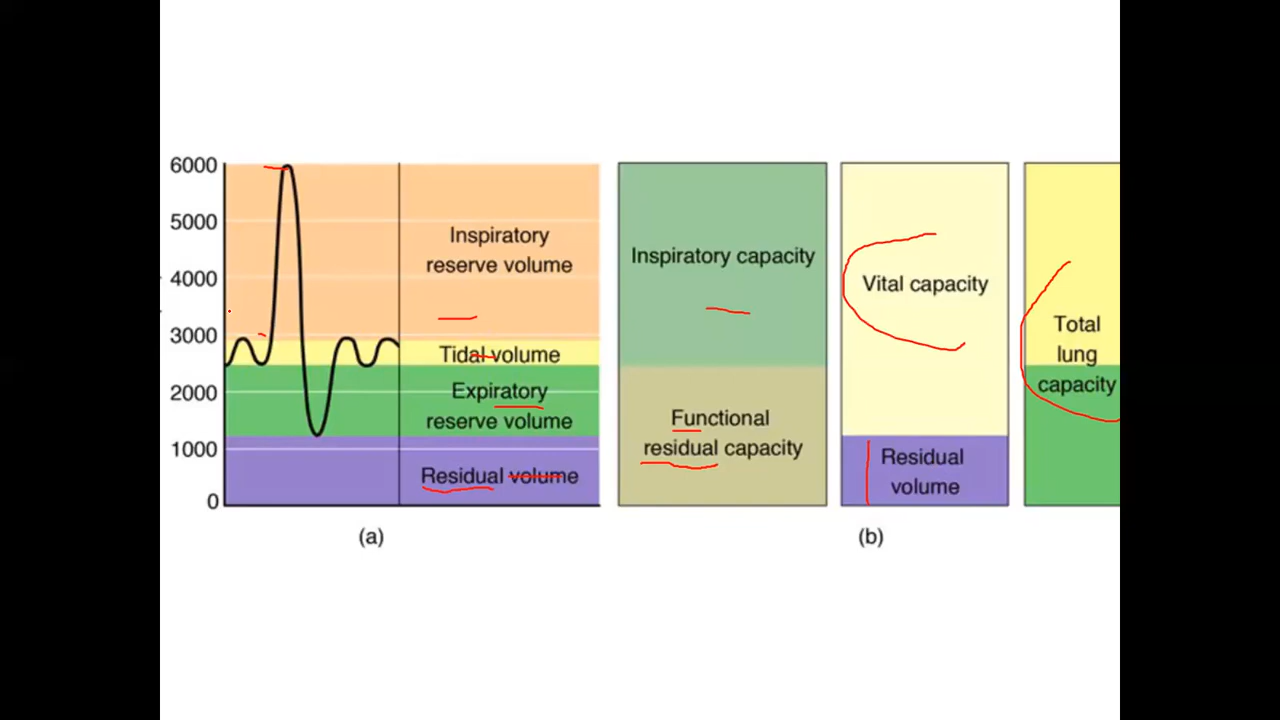 6000
5000
4000
3000
2000
1000
0
Inspiratory
reserve volume
Tidal volume
Expiratory
reserve volume
Residual volume
(a)
Inspiratory capacity
Functional
residual capacity
Vital capacity
Residual
volume
Total
lung
capacity
(b)